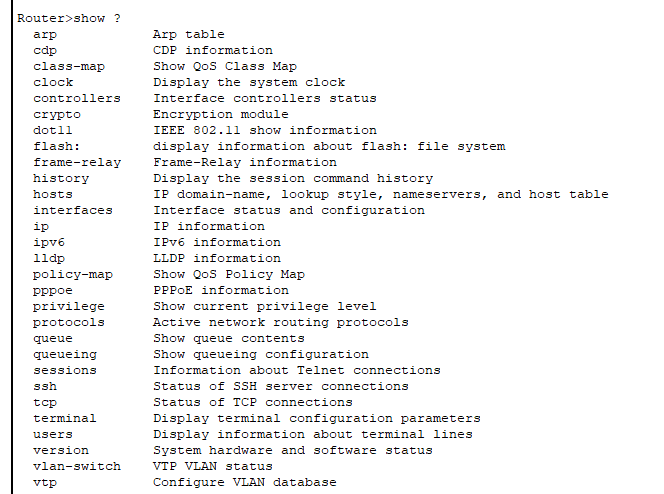 Router>show ?
arp Arp table
cdp CDP information
class-map Show QoS Class Map
clock Display the system clock
controllers Interface controllers status
crypto Encryption module
dot11 IEEE 802.11 show information
flash: display information about flash: file system
frame-relay Frame-Relay information
history Display the session command history
hosts IP domain-name, lookup style, nameservers, and host table
interfaces Interface status and configuration
ip IP information
ipv6 IPv6 information
lldp LLDP information
policy-map Show QoS Policy Map
pppoe PPPoE information
privilege Show current privilege level
protocols Active network routing protocols
queue Show queue contents
queueing Show queueing configuration
sessions Information about Telnet connections
ssh Status of SSH server connections
tcp Status of TCP connections
terminal Display terminal configuration parameters
users Display information about terminal lines
version System hardware and software status
vlan-switch VTP VLAN status
vtp Configure VLAN database